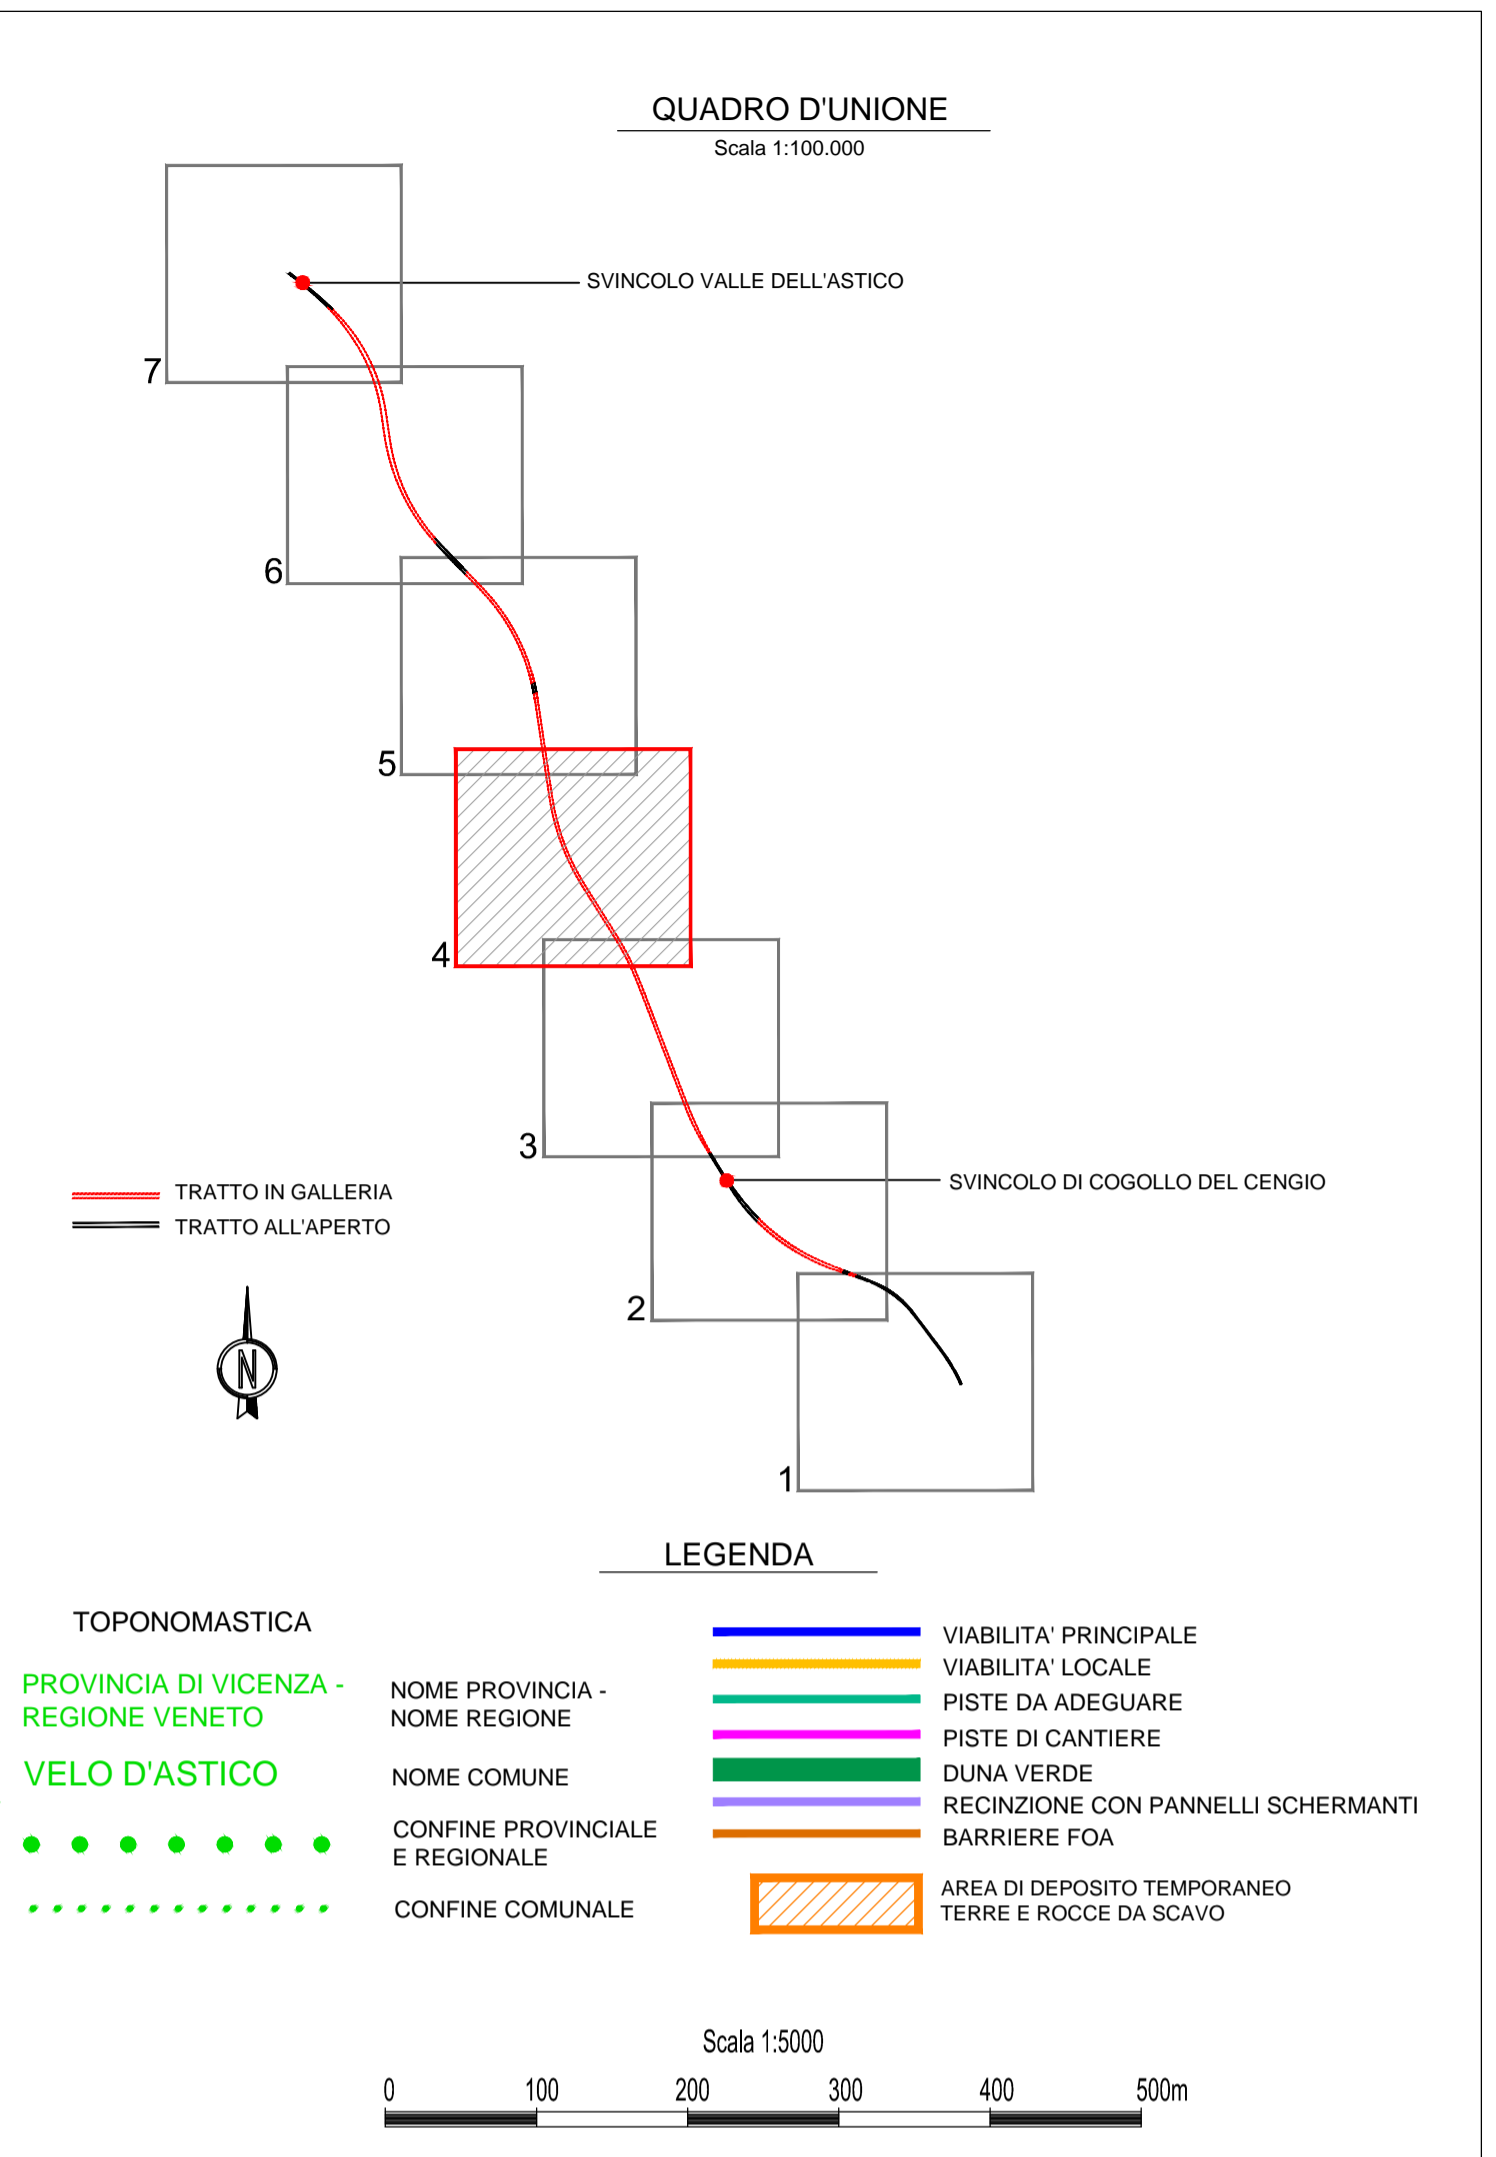 QUADRO D'UNIONE
Scala 1:100.000
SVINCOLO VALLE DELL'ASTICO
7
6
5
4
3
SVINCOLO DI COGOLLO DEL CENGIO
TRATTO IN GALLERIA
TRATTO ALL'APERTO
2
N
1
LEGENDA
TOPONOMASTICA
PROVINCIA DI VICENZA -
REGIONE VENETO
NOME PROVINCIA -
NOME REGIONE
VELO D'ASTICO
NOME COMUNE
CONFINE PROVINCIALE
E REGIONALE
CONFINE COMUNALE
VIABILITA' PRINCIPALE
VIABILITA' LOCALE
PISTE DA ADEGUARE
PISTE DI CANTIERE
DUNA VERDE
RECINZIONE CON PANNELLI SCHERMANTI
BARRIERE FOA
AREA DI DEPOSITO TEMPORANEO
TERRE E ROCCE DA SCAVO
Scala 1:5000
0 100 200 300 400 500m